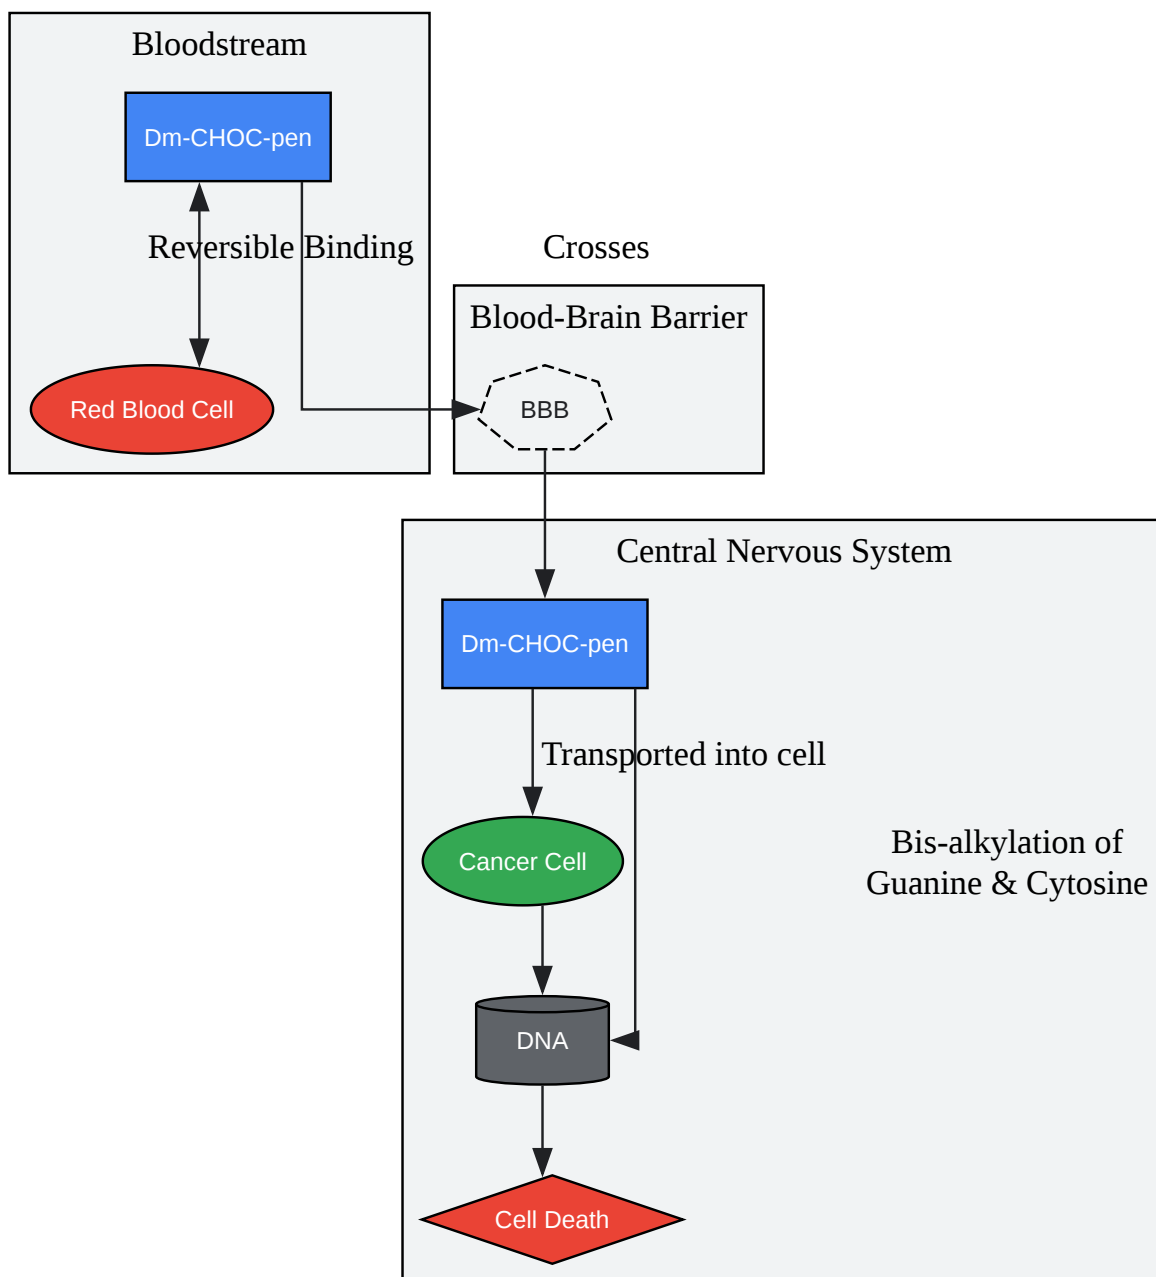 Bloodstream
Dm-CHOC-pen
Reversible Binding
Crosses
Blood-Brain Barrier
Red Blood Cell
BBB
Central Nervous System
Dm-CHOC-pen
Transported into cell
Cancer Cell
Bis-alkylation of
Guanine & Cytosine
DNA
Cell Death